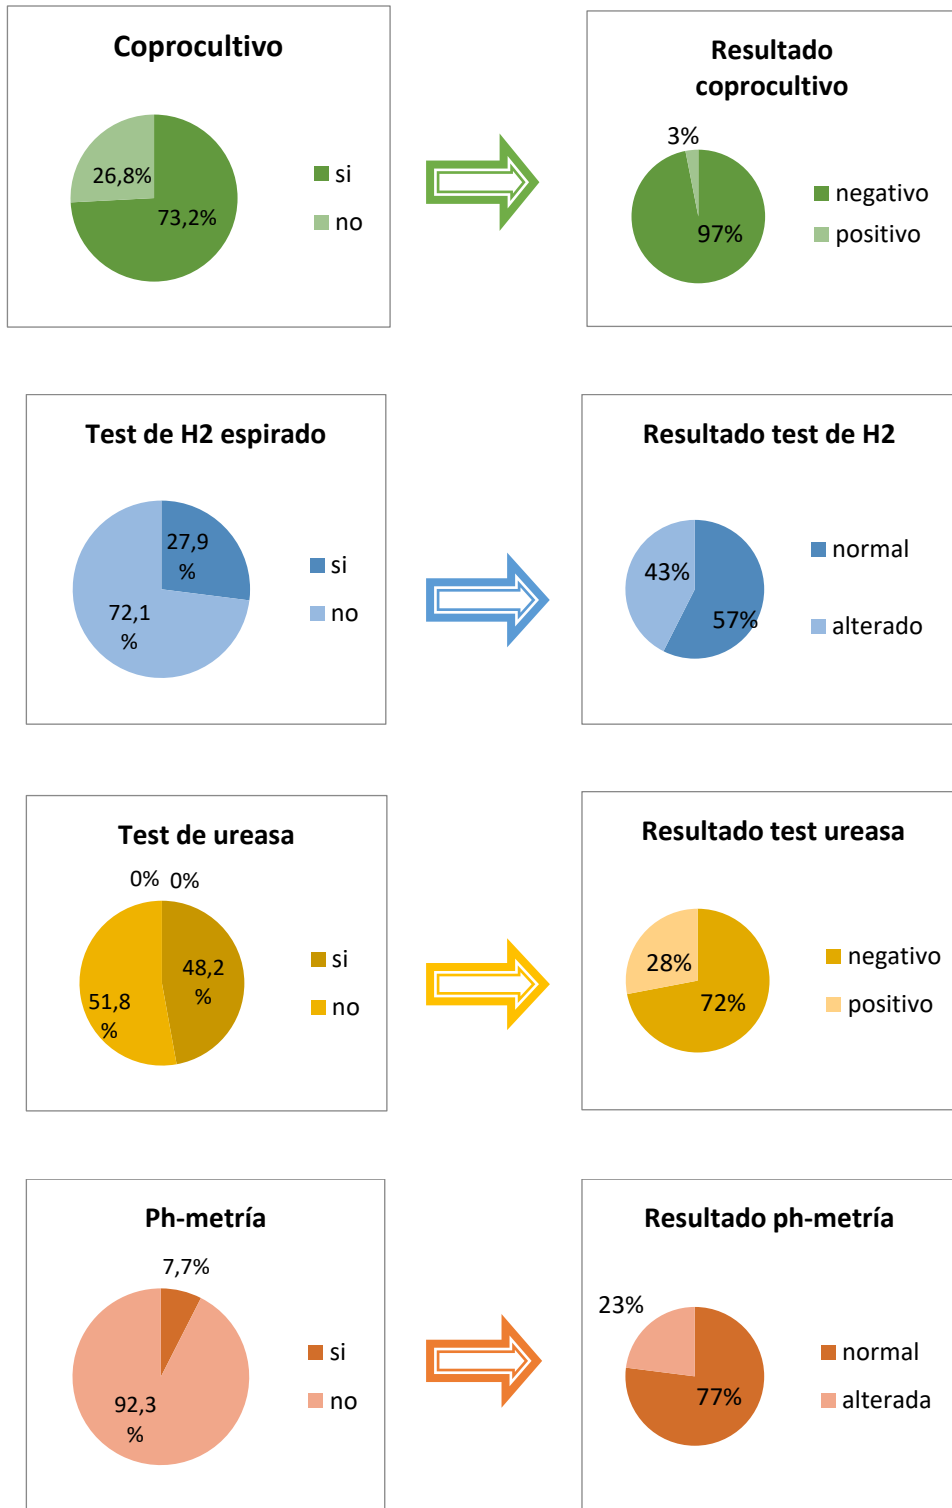 Coprocultivo
26,8%
73,2%
si
no
Resultado
coprocultivo
3%
97%
negativo
positivo
Test de H2 espirado
27,9
%
72,1
%
si
no
Resultado test de H2
43%
57%
normal
alterado
Test de ureasa
0% 0%
48,2
%
51,8
%
si
no
Resultado test ureasa
28%
72%
negativo
positivo
Ph-metría
7,7%
92,3
%
si
no
Resultado ph-metría
23%
77%
normal
alterada